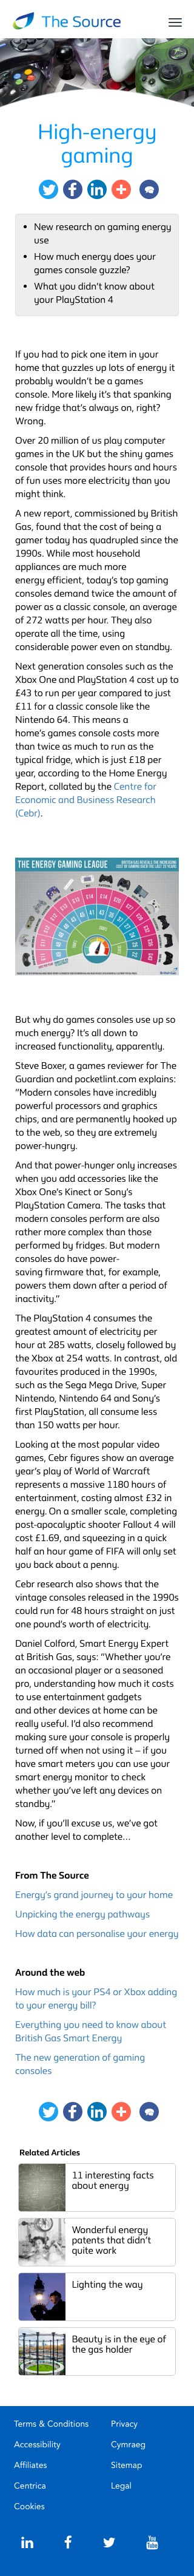 The Source
High-energy
gaming
New research on gaming energy
use
How much energy does your
games console guzzle?
What you didn’t know about
your PlayStation 4
If you had to pick one item in your
home that guzzles up lots of energy it
probably wouldn’t be a games
console. More likely it’s that spanking
new fridge that’s always on, right?
Wrong.
Over 20 million of us play computer
games in the UK but the shiny games
console that provides hours and hours
of fun uses more electricity than you
might think.
A new report, commissioned by British
Gas, found that the cost of being a
gamer today has quadrupled since the
1990s. While most household
appliances are much more
energy efficient, today’s top gaming
consoles demand twice the amount of
power as a classic console, an average
of 272 watts per hour. They also
operate all the time, using
considerable power even on standby.
Next generation consoles such as the
Xbox One and PlayStation 4 cost up to
£43 to run per year compared to just
£11 for a classic console like the
Nintendo 64. This means a
home’s games console costs more
than twice as much to run as the
typical fridge, which is just £18 per
year, according to the Home Energy
Report, collated by the Centre for
Economic and Business Research
(Cebr).
THE ENERGY GAMING LEAGUE
But why do games consoles use up so
much energy? It’s all down to
increased functionality, apparently.
Steve Boxer, a games reviewer for The
Guardian and pocketlint.com explains:
“Modern consoles have incredibly
powerful processors and graphics
chips, and are permanently hooked up
to the web, so they are extremely
power-hungry.
And that power-hunger only increases
when you add accessories like the
Xbox One’s Kinect or Sony’s
PlayStation Camera. The tasks that
modern consoles perform are also
rather more complex than those
performed by fridges. But modern
consoles do have power-
saving firmware that, for example,
powers them down after a period of
inactivity.”
The PlayStation 4 consumes the
greatest amount of electricity per
hour at 285 watts, closely followed by
the Xbox at 254 watts. In contrast, old
favourites produced in the 1990s,
such as the Sega Mega Drive, Super
Nintendo, Nintendo 64 and Sony’s
first PlayStation, all consume less
than 150 watts per hour.
Looking at the most popular video
games, Cebr figures show an average
year’s play of World of Warcraft
represents a massive 1180 hours of
entertainment, costing almost £32 in
energy. On a smaller scale, completing
post-apocalyptic shooter Fallout 4 will
cost £1.69, and squeezing in a quick
half an hour game of FIFA will only set
you back about a penny.
Cebr research also shows that the
vintage consoles released in the 1990s
could run for 48 hours straight on just
one pound’s worth of electricity.
Daniel Colford, Smart Energy Expert
at British Gas, says: “Whether you’re
an occasional player or a seasoned
pro, understanding how much it costs
to use entertainment gadgets
and other devices at home can be
really useful. I’d also recommend
making sure your console is properly
turned off when not using it – if you
have smart meters you can use your
smart energy monitor to check
whether you’ve left any devices on
standby.”
Now, if you’ll excuse us, we’ve got
another level to complete…
From The Source
Energy’s grand journey to your home
Unpicking the energy pathways
How data can personalise your energy
Around the web
How much is your PS4 or Xbox adding
to your energy bill?
Everything you need to know about
British Gas Smart Energy
The new generation of gaming
consoles
Related Articles
11 interesting facts
about energy
Wonderful energy
patents that didn’t
quite work
Lighting the way
Beauty is in the eye of
the gas holder
Terms & Conditions
Privacy
Accessibility
Cymraeg
Affiliates
Sitemap
Centrica
Legal
Cookies